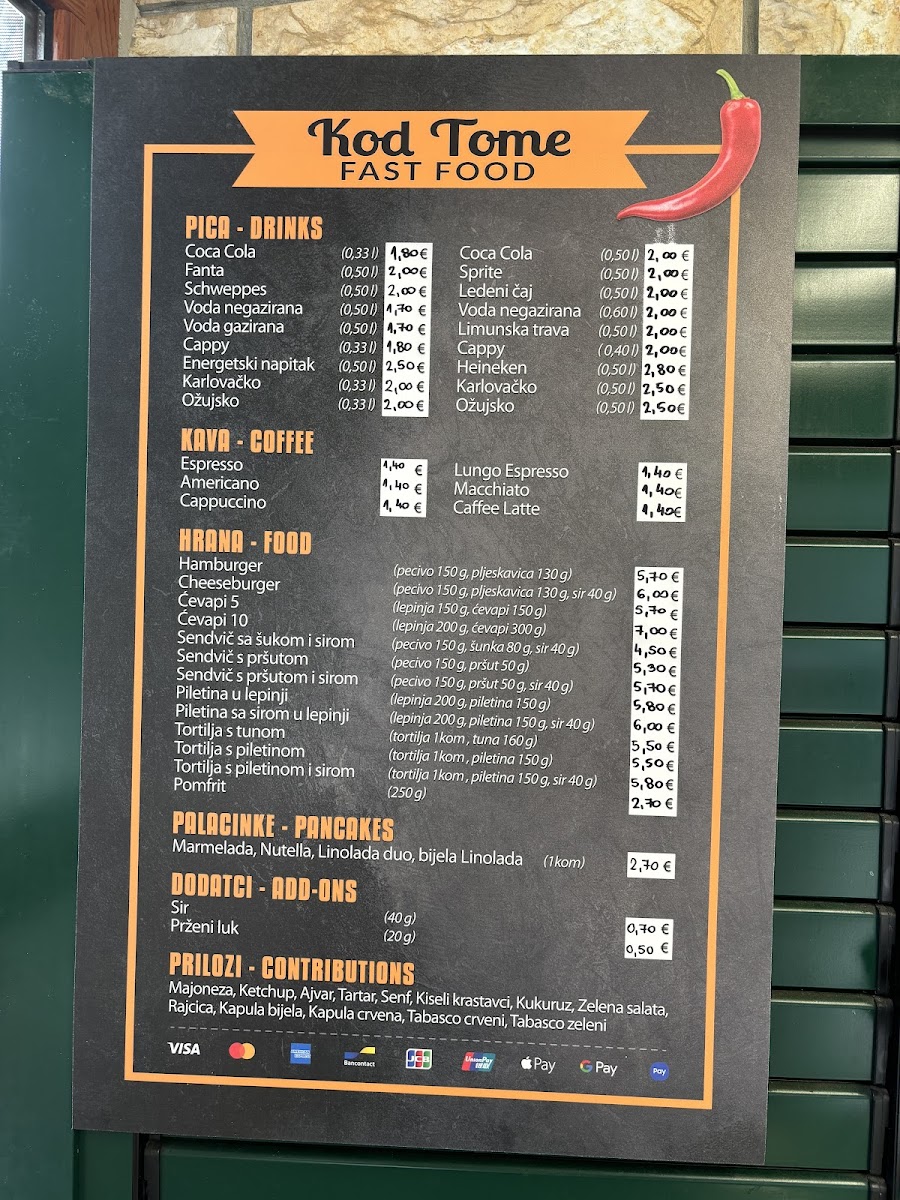 Kod Tome
FAST FOOD
PICA - DRINKS
Coca Cola (0,33 l) 1,80 € Coca Cola (0,50 l) 2,00 €
Fanta (0,50 l) 2,00 € Sprite (0,50 l) 2,00 €
Schweppes (0,50 l) 2,00 € Ledeni čaj (0,50 l) 2,00 €
Voda negazirana (0,50 l) 1,70 € Voda negazirana (0,60 l) 2,00 €
Voda gazirana (0,50 l) 1,70 € Limunska trava (0,50 l) 2,00 €
Cappy (0,33 l) 1,80 € Cappy (0,40 l) 2,00 €
Energetski napitak (0,50 l) 2,50 € Heineken (0,50 l) 2,80 €
Karlovačko (0,33 l) 2,00 € Karlovačko (0,50 l) 2,50 €
Ožujsko (0,33 l) 2,00 € Ožujsko (0,50 l) 2,50 €
KAVA - COFFEE
Espresso 1,40 € Lungo Espresso 1,40 €
Americano 1,40 € Macchiato 1,40 €
Cappuccino 1,40 € Caffee Latte 1,40 €
HRANA - FOOD
Hamburger (pecivo 150 g, pljeskavica 130 g) 5,70 €
Cheeseburger (pecivo 150 g, pljeskavica 130 g, sir 40 g) 6,00 €
Ćevapi 5 (lepinja 150 g, ćevapi 150 g) 5,70 €
Ćevapi 10 (lepinja 200 g, ćevapi 300 g) 7,00 €
Sendvič sa šukom i sirom (pecivo 150 g, šunka 80 g, sir 40 g) 4,50 €
Sendvič s pršutom (pecivo 150 g, pršut 50 g) 5,30 €
Sendvič s pršutom i sirom (pecivo 150 g, pršut 50 g, sir 40 g) 5,70 €
Piletina u lepinji (lepinja 200 g, piletina 150 g) 5,80 €
Piletina sa sirom u lepinji (lepinja 200 g, piletina 150 g, sir 40 g) 6,00 €
Tortilja s tunom (tortilja 1kom , tuna 160 g) 5,50 €
Tortilja s piletinom (tortilja 1kom , piletina 150 g) 5,50 €
Tortilja s piletinom i sirom (tortilja 1kom , piletina 150 g, sir 40 g) 5,80 €
Pomfrit (250 g) 2,70 €
PALACINKE - PANCAKES
Marmelada, Nutella, Linolada duo, bijela Linolada (1kom) 2,70 €
DODATCI - ADD-ONS
Sir (40 g) 0,70 €
Prženi luk (20 g) 0,50 €
PRILOZI - CONTRIBUTIONS
Majoneza, Ketchup, Ajvar, Tartar, Senf, Kiseli krastavci, Kukuruz, Zelena salata,
Rajcica, Kapula bijela, Kapula crvena, Tabasco crveni, Tabasco zeleni
VISA AMERICAN EXPRESS Bancontact JCB UnionPay 银联 Pay G Pay Pay